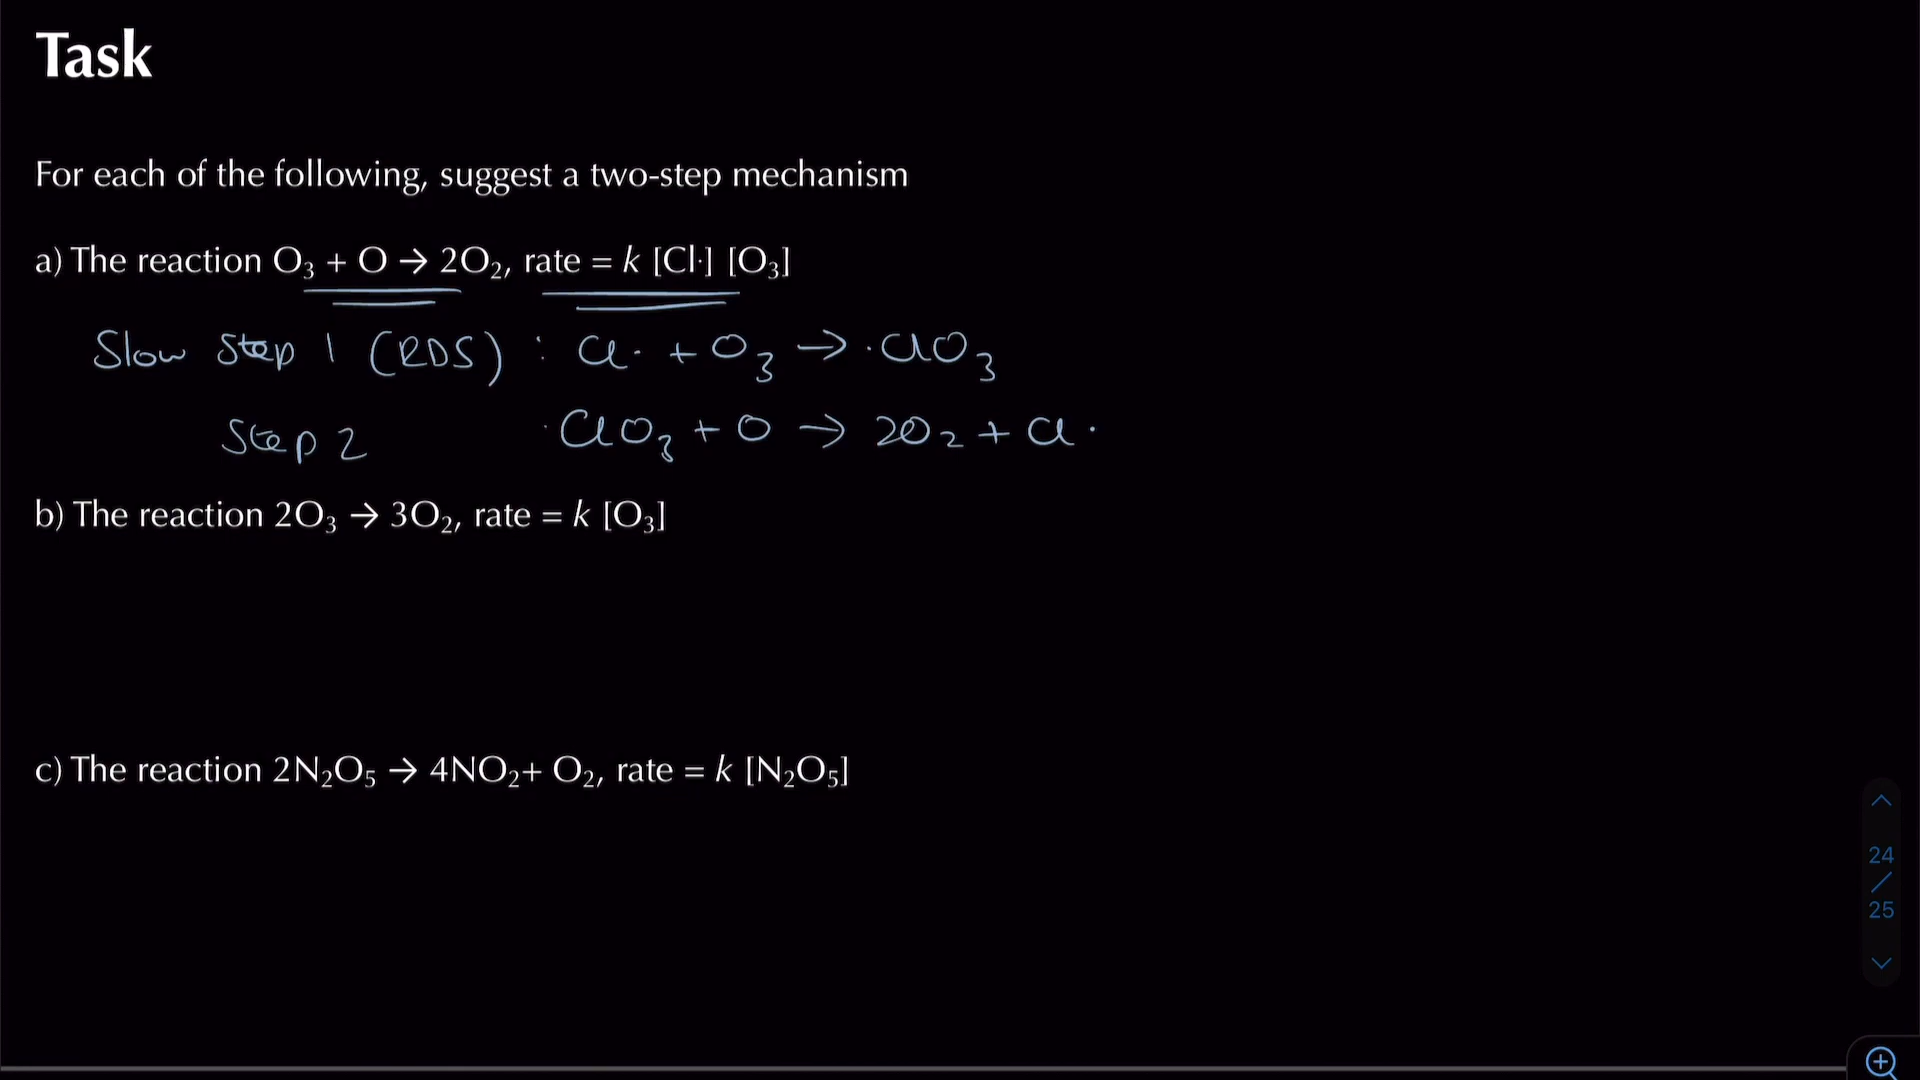 Task
For each of the following, suggest a two-step mechanism
a) The reaction O₃ + O → 2O₂, rate = k [Cl·] [O₃]
Slow Step 1 (RDS) : Cl· + O₃ → ·ClO₃
Step 2 ·ClO₃ + O → 2O₂ + Cl·
b) The reaction 2O₃ → 3O₂, rate = k [O₃]
c) The reaction 2N₂O₅ → 4NO₂+ O₂, rate = k [N₂O₅]
24
/
25